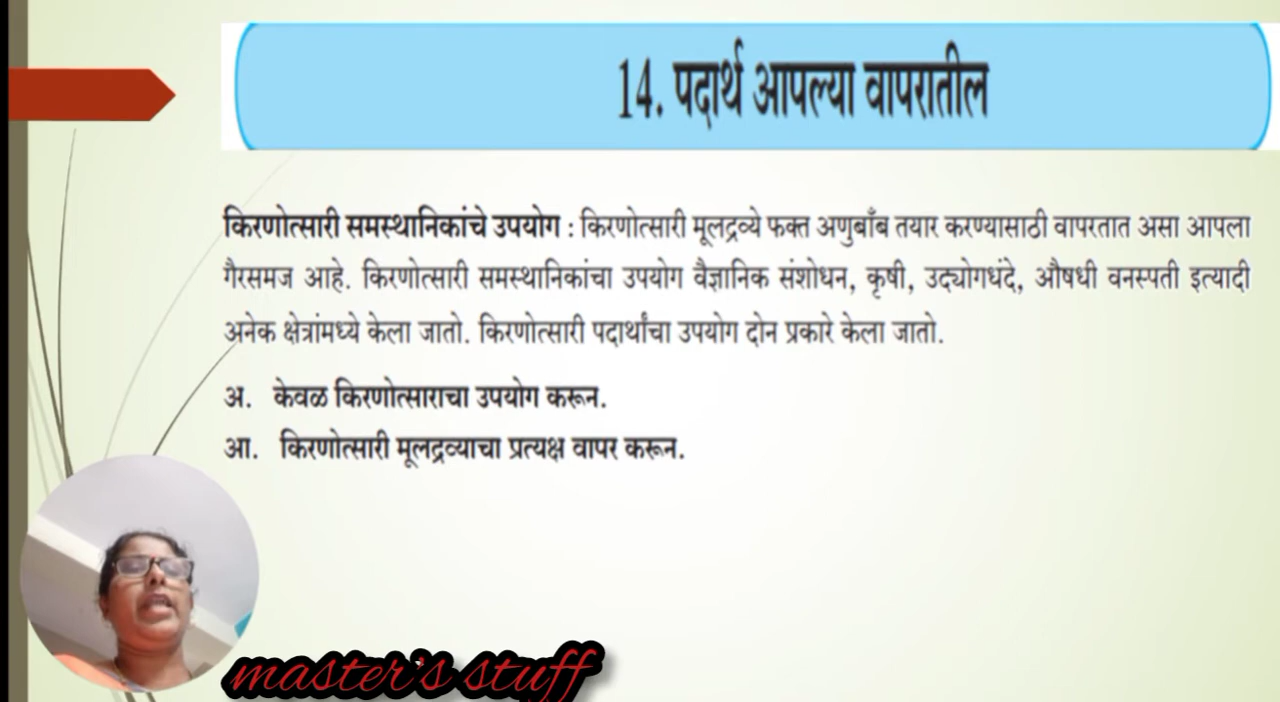 14. पदार्थ आपल्या वापरातील
किरणोत्सारी समस्थानिकांचे उपयोग : किरणोत्सारी मूलद्रव्ये फक्त अणुबाँब तयार करण्यासाठी वापरतात असा आपला
गैरसमज आहे. किरणोत्सारी समस्थानिकांचा उपयोग वैज्ञानिक संशोधन, कृषी, उद्योगधंदे, औषधी वनस्पती इत्यादी
अनेक क्षेत्रांमध्ये केला जातो. किरणोत्सारी पदार्थांचा उपयोग दोन प्रकारे केला जातो.
अ. केवळ किरणोत्साराचा उपयोग करून.
आ. किरणोत्सारी मूलद्रव्याचा प्रत्यक्ष वापर करून.
master's stuff